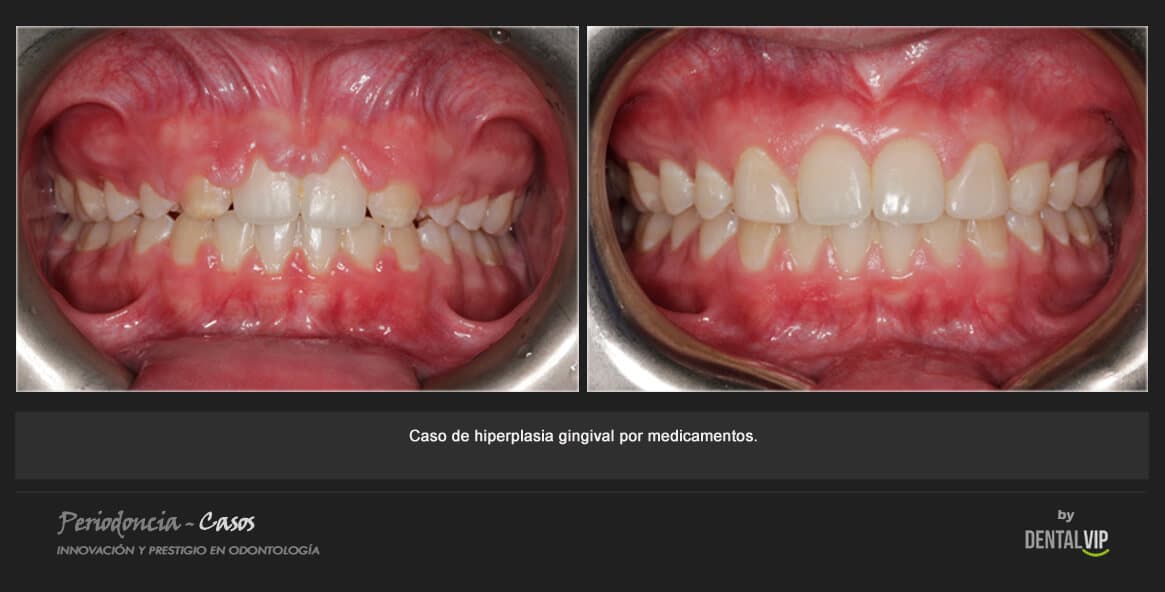 Caso de hiperplasia gingival por medicamentos.
Periodoncia - Casos
INNOVACIÓN Y PRESTIGIO EN ODONTOLOGÍA
by
DENTALVIP